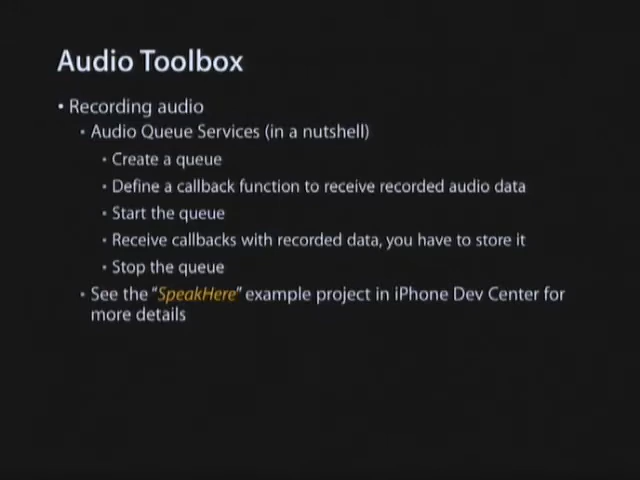 Audio Toolbox
• Recording audio
• Audio Queue Services (in a nutshell)
• Create a queue
• Define a callback function to receive recorded audio data
• Start the queue
• Receive callbacks with recorded data, you have to store it
• Stop the queue
• See the "SpeakHere" example project in iPhone Dev Center for
more details